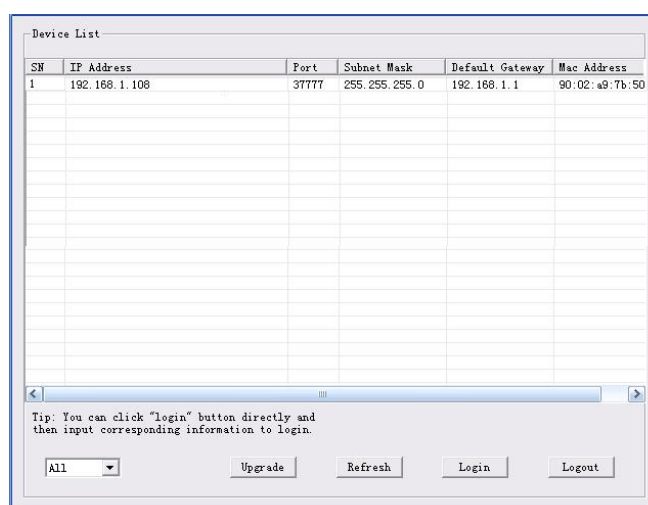 Device List
SN IP Address Port Subnet Mask Default Gateway Mac Address
1 192.168.1.108 37777 255.255.255.0 192.168.1.1 90:02:a9:7b:50
Tip: You can click "login" button directly and
then input corresponding information to login.
All Upgrade Refresh Login Logout